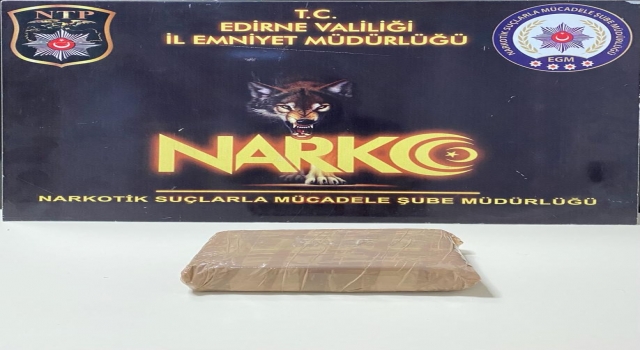 NTP
T.C.
EDİRNE VALİLİĞİ
İL EMNİYET MÜDÜRLÜĞÜ
NARKOTİK SUÇLARLA MÜCADELE ŞUBE MÜDÜRLÜĞÜ
EGM
NARKO
NARKOTİK SUÇLARLA MÜCADELE ŞUBE MÜDÜRLÜĞÜ